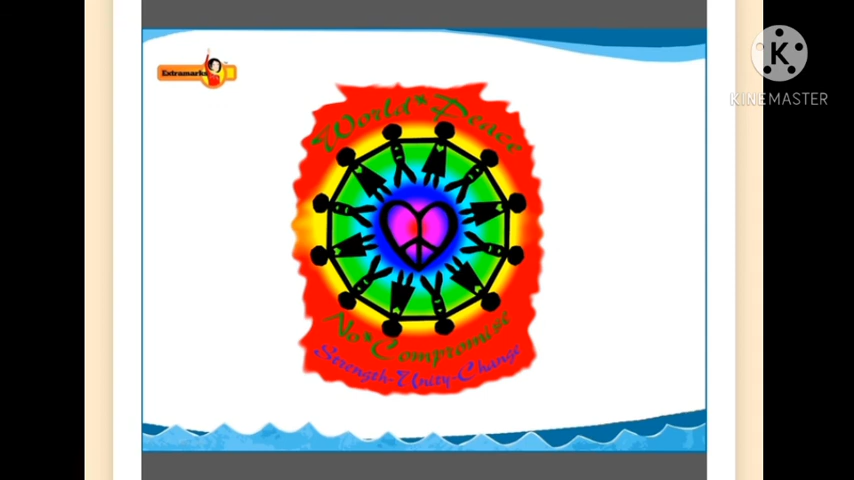 Extramarks
KINEMASTER
World*Peace
No*Compromise
Strength-Unity-Change